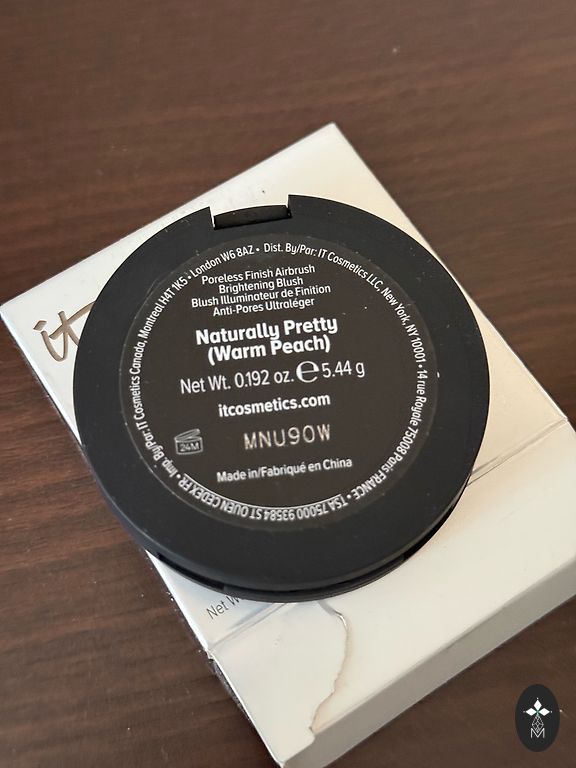 it
Imp. By/Par: IT Cosmetics Canada, Montreal H4T 1K5 • London W6 8AZ • Dist. By/Par: IT Cosmetics LLC, New York, NY 10001 • 14 rue Royale 75008 Paris FRANCE • TSA 75000 93584 ST OUEN CEDEX FR •
Poreless Finish Airbrush
Brightening Blush
Blush Illuminateur de Finition
Anti-Pores Ultraléger
Naturally Pretty
(Warm Peach)
Net Wt. 0.192 oz. ℮ 5.44 g
itcosmetics.com
24M
MNU90W
Made in/Fabriqué en China
Net W
M